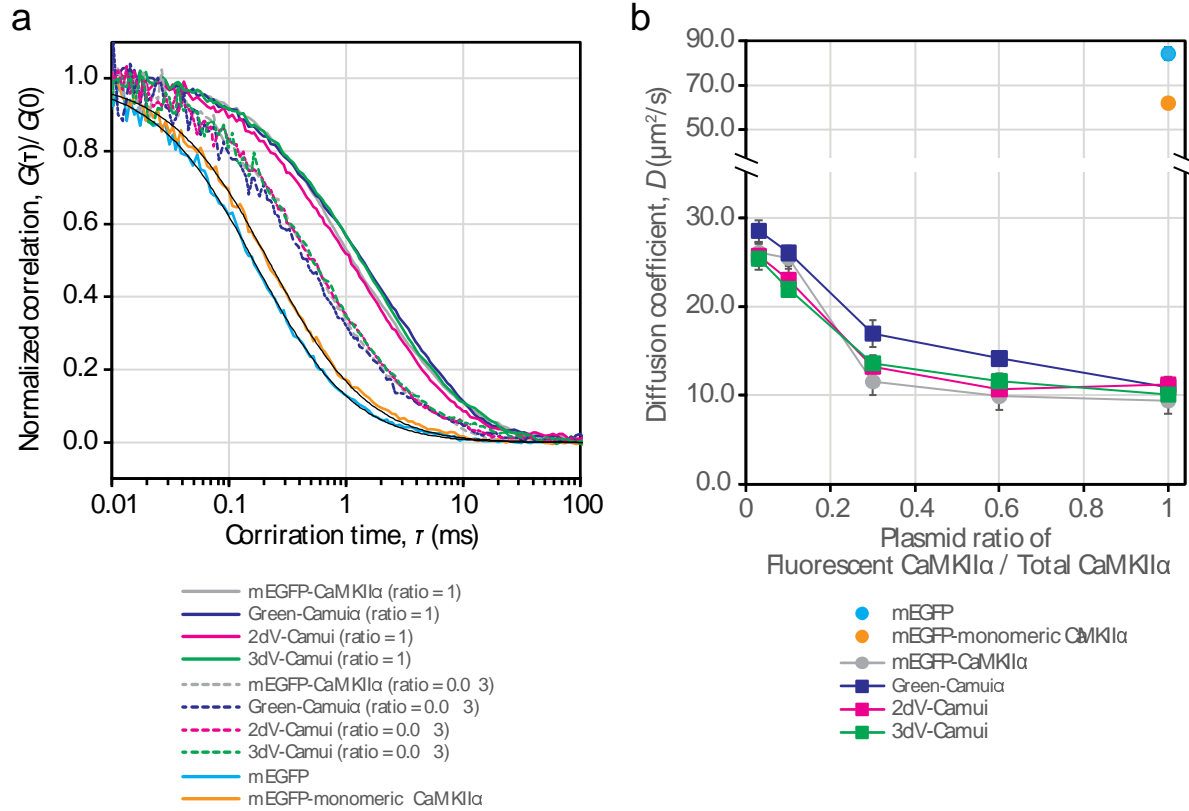 a
1.0
0.8
0.6
0.4
0.2
0.0
Normalized correlation, G(τ)/ G(0)
0.01 0.1 1 10 100
Corriration time, τ (ms)
mEGFP-CaMKIIα (ratio = 1)
Green-Camuiα (ratio = 1)
2dV-Camui (ratio = 1)
3dV-Camui (ratio = 1)
mEGFP-CaMKIIα (ratio = 0.0 3)
Green-Camuiα (ratio = 0.0 3)
2dV-Camui (ratio = 0.0 3)
3dV-Camui (ratio = 0.0 3)
mEGFP
mEGFP-monomeric CaMKIIα
b
90.0
70.0
50.0
30.0
20.0
10.0
0.0
Diffusion coefficient, D (µm²/s)
0 0.2 0.4 0.6 0.8 1
Plasmid ratio of
Fluorescent CaMKIIα / Total CaMKIIα
mEGFP
mEGFP-monomeric CaMKIIα
mEGFP-CaMKIIα
Green-Camuiα
2dV-Camui
3dV-Camui